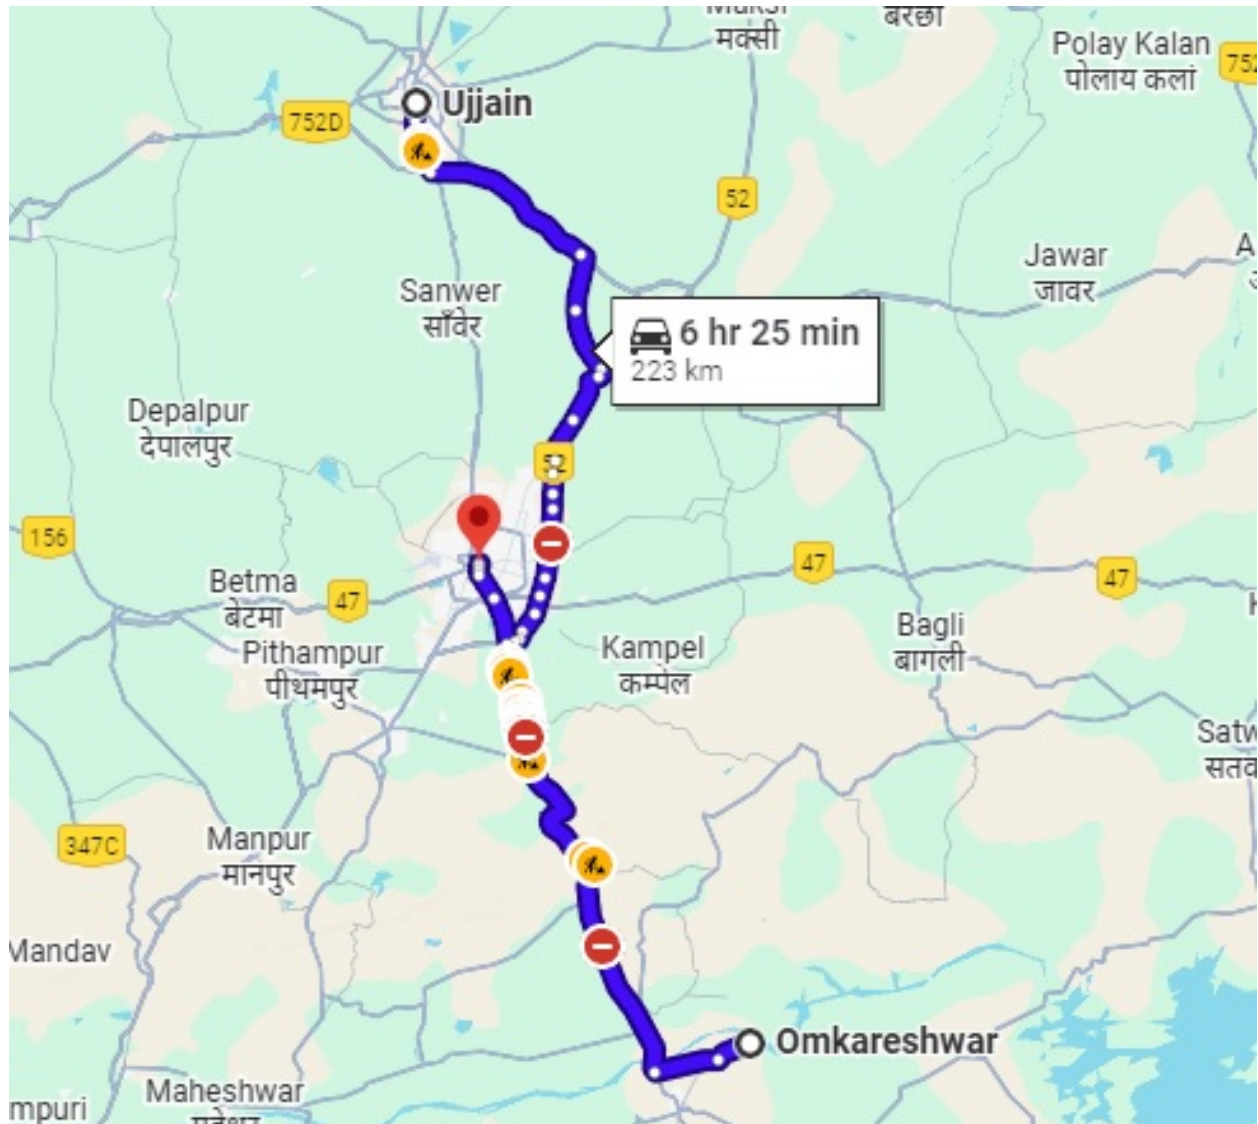 मक्सी
Polay Kalan
पोलाय कलां
752D
Ujjain
52
Jawar
जावर
Sanwer
साँवेर
6 hr 25 min
223 km
Depalpur
देपालपुर
52
156
47
47
Betma
बेटमा
47
Bagli
बागली
Kampel
कम्पेल
Pithampur
पीथमपुर
347C
Manpur
मानपुर
Mandav
Omkareshwar
Maheshwar